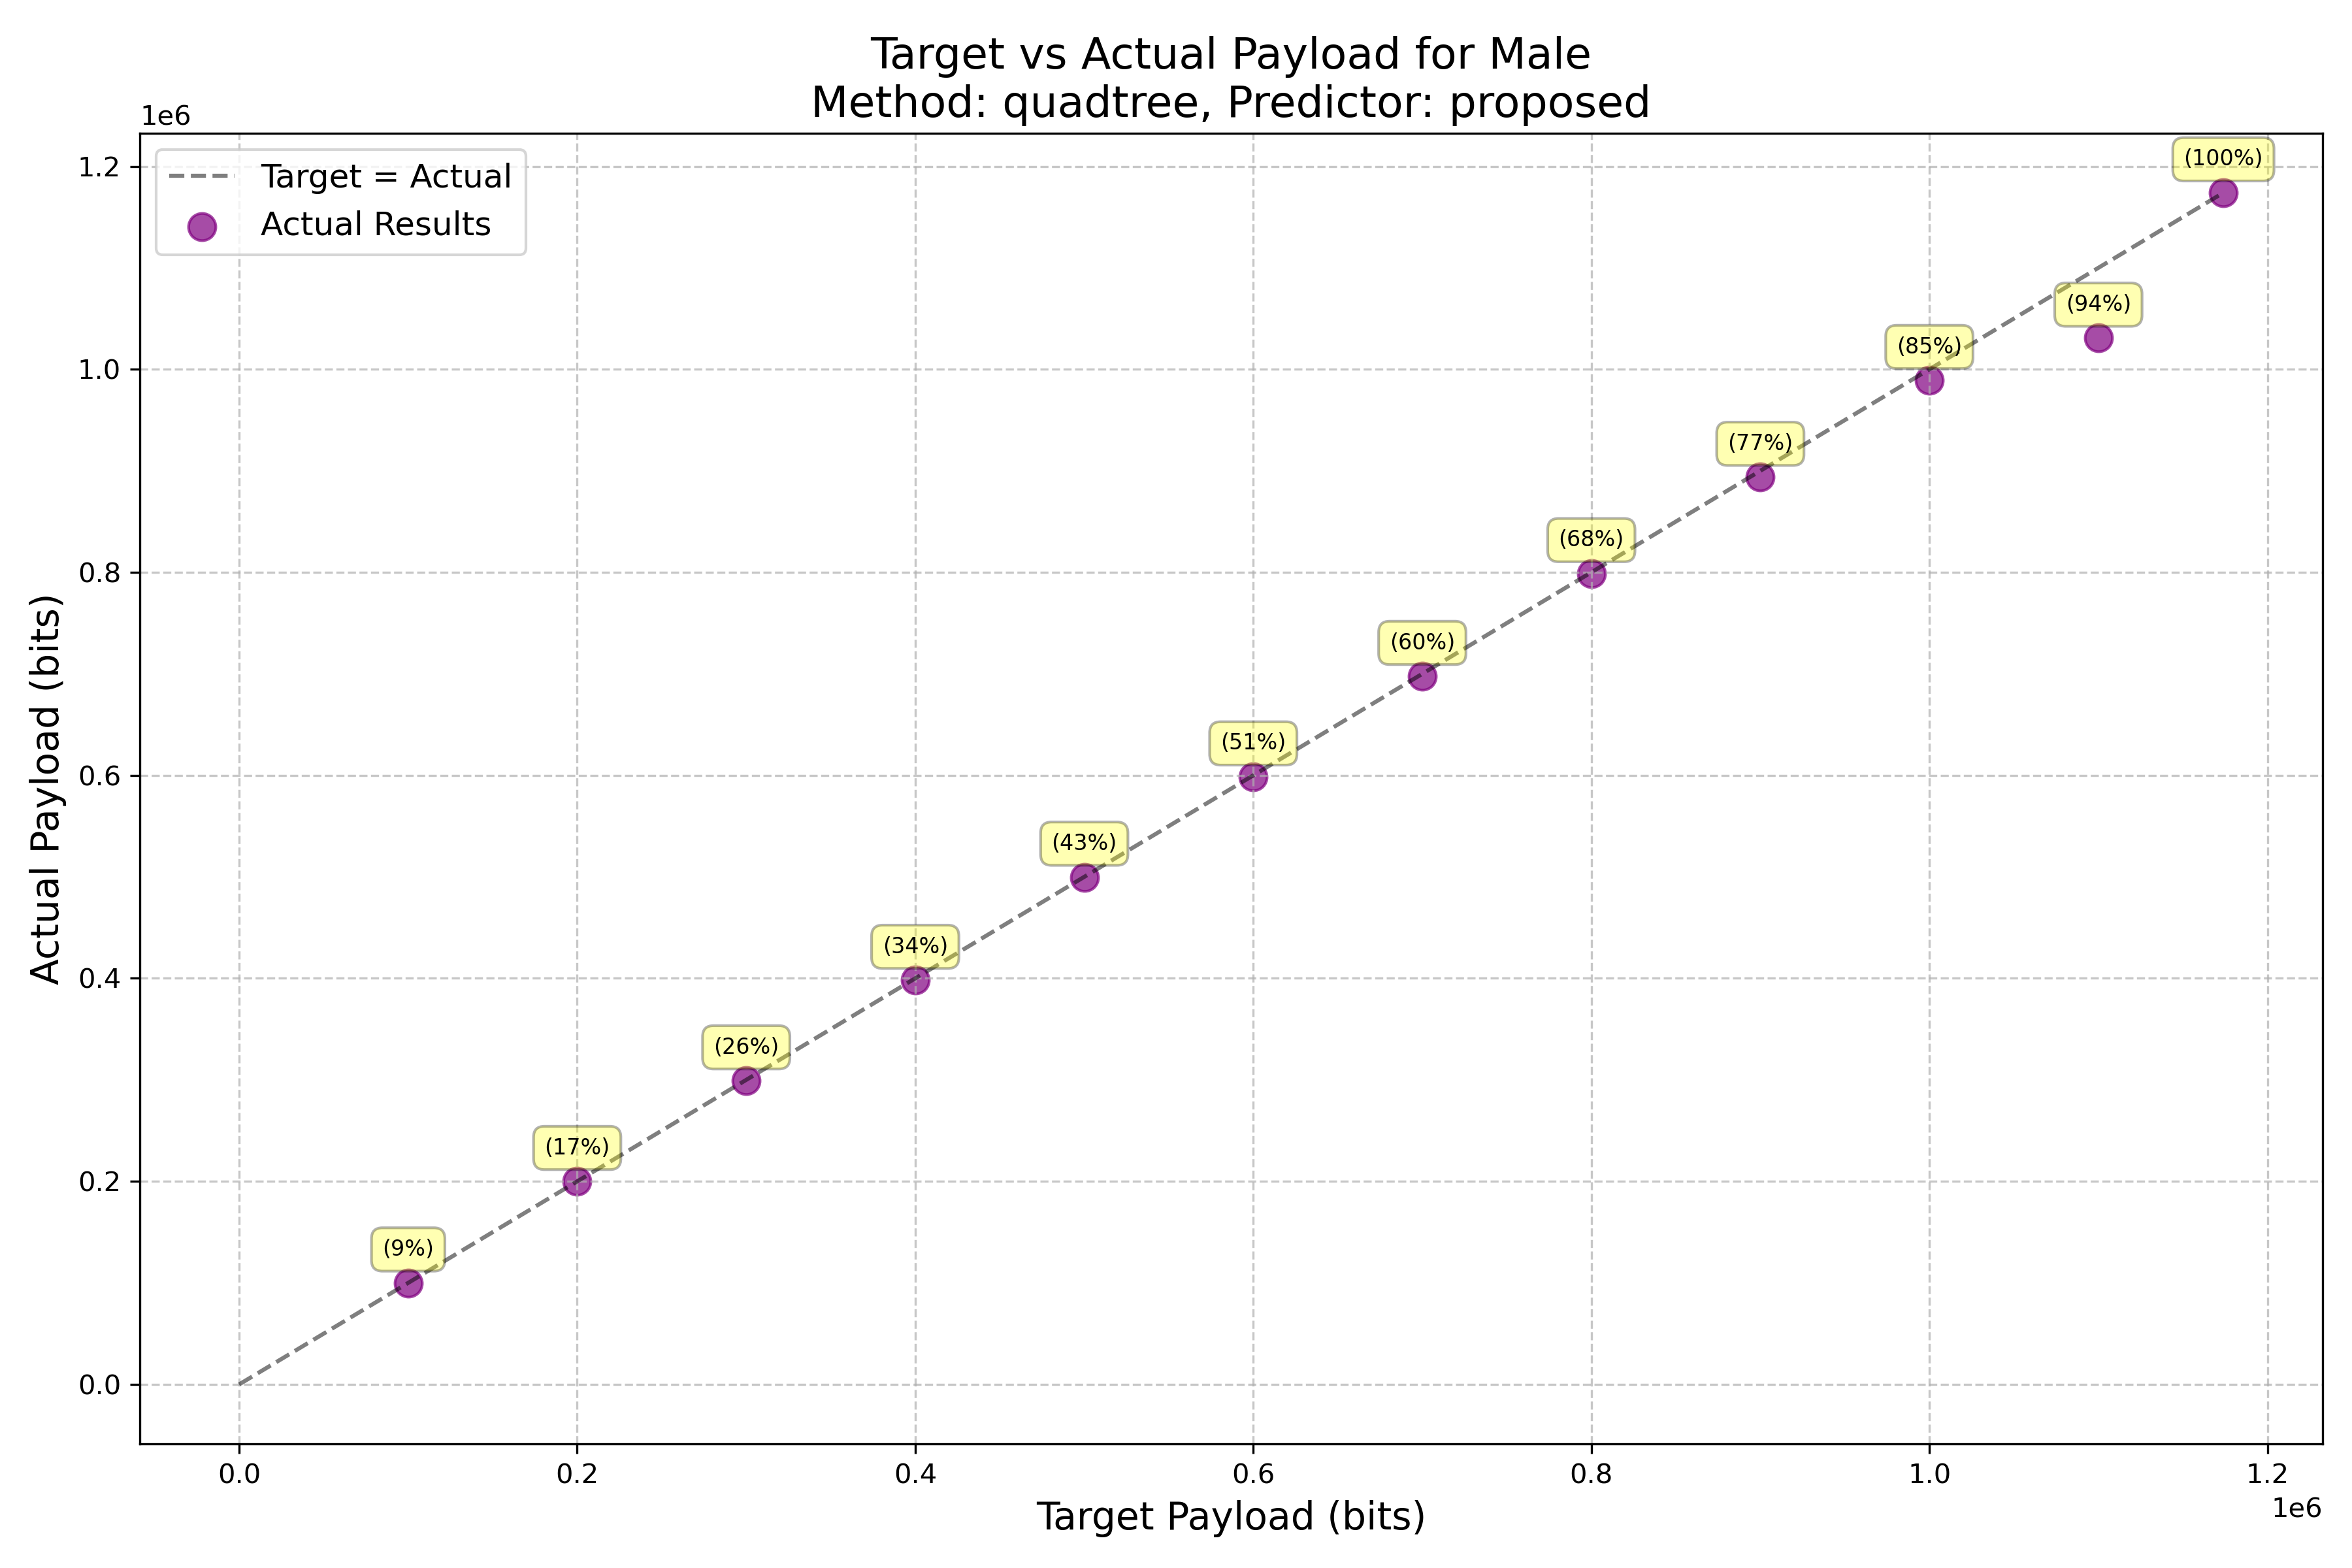 Target vs Actual Payload for Male
Method: quadtree, Predictor: proposed
1e6
Target = Actual
Actual Results
(100%)
(94%)
(85%)
(77%)
(68%)
(60%)
(51%)
(43%)
(34%)
(26%)
(17%)
(9%)
1.2
1.0
0.8
0.6
0.4
0.2
0.0
Actual Payload (bits)
0.0 0.2 0.4 0.6 0.8 1.0 1.2
1e6
Target Payload (bits)